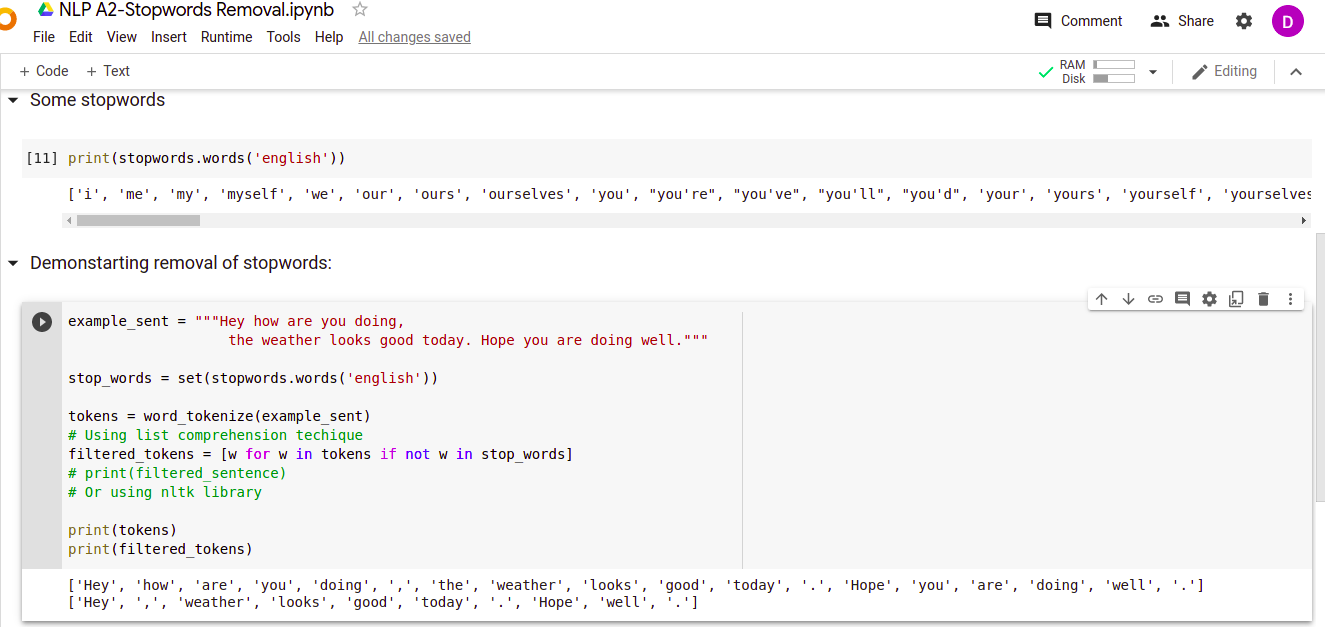 NLP A2-Stopwords Removal.ipynb
Comment
Share
D
File Edit View Insert Runtime Tools Help All changes saved
+ Code + Text
RAM
Disk
Editing
Some stopwords
[11] print(stopwords.words('english'))
['i', 'me', 'my', 'myself', 'we', 'our', 'ours', 'ourselves', 'you', "you're", "you've", "you'll", "you'd", 'your', 'yours', 'yourself', 'yourselves
Demonstarting removal of stopwords:
example_sent = """Hey how are you doing,
the weather looks good today. Hope you are doing well."""
stop_words = set(stopwords.words('english'))
tokens = word_tokenize(example_sent)
# Using list comprehension techique
filtered_tokens = [w for w in tokens if not w in stop_words]
# print(filtered_sentence)
# Or using nltk library
print(tokens)
print(filtered_tokens)
['Hey', 'how', 'are', 'you', 'doing', ',', 'the', 'weather', 'looks', 'good', 'today', '.', 'Hope', 'you', 'are', 'doing', 'well', '.']
['Hey', ',', 'weather', 'looks', 'good', 'today', '.', 'Hope', 'well', '.']